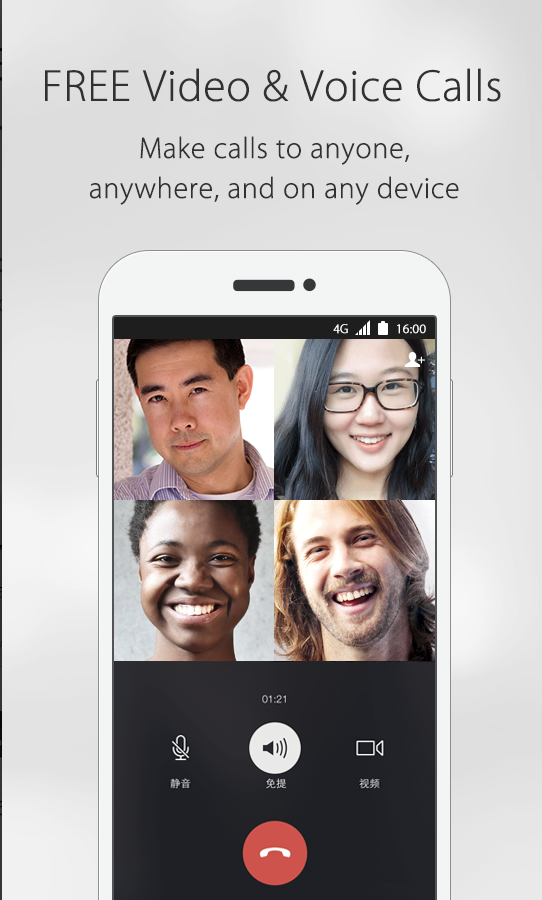 FREE Video & Voice Calls
Make calls to anyone,
anywhere, and on any device
4G 16:00
01:21
静音 免提 视频